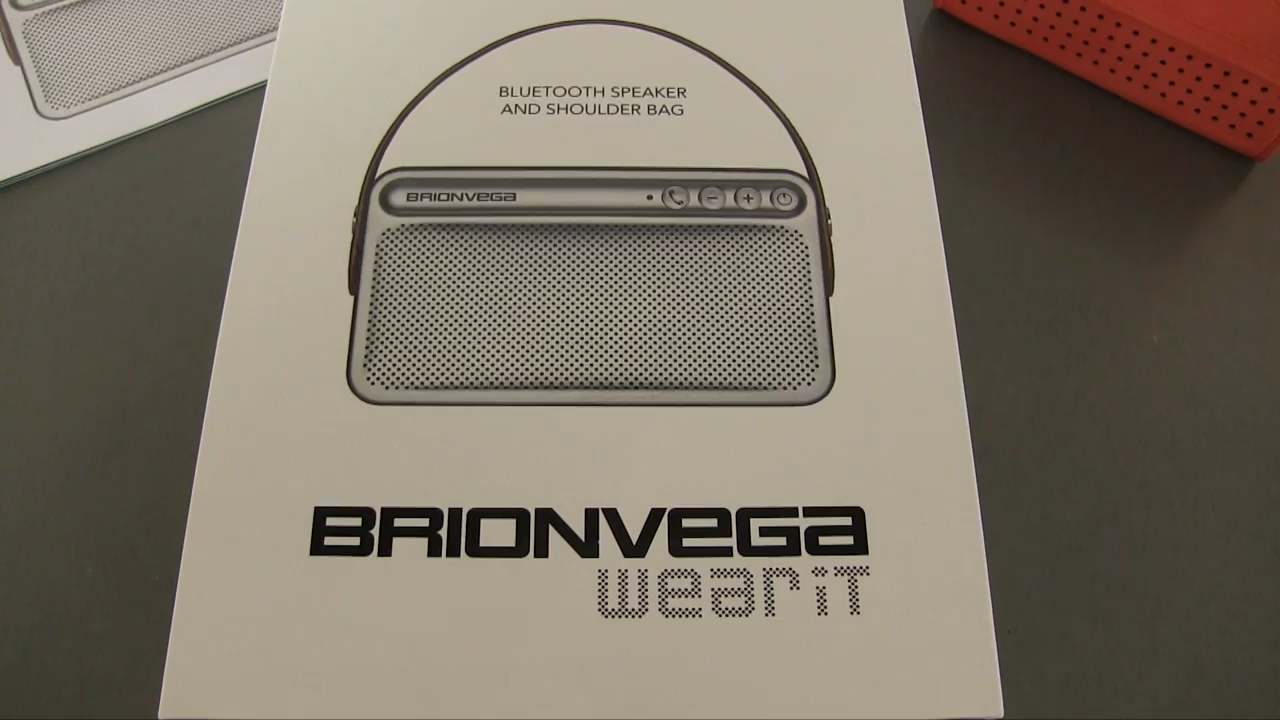 BLUETOOTH SPEAKER
AND SHOULDER BAG
BRIONVEGA
BRIONVEGA
weariT